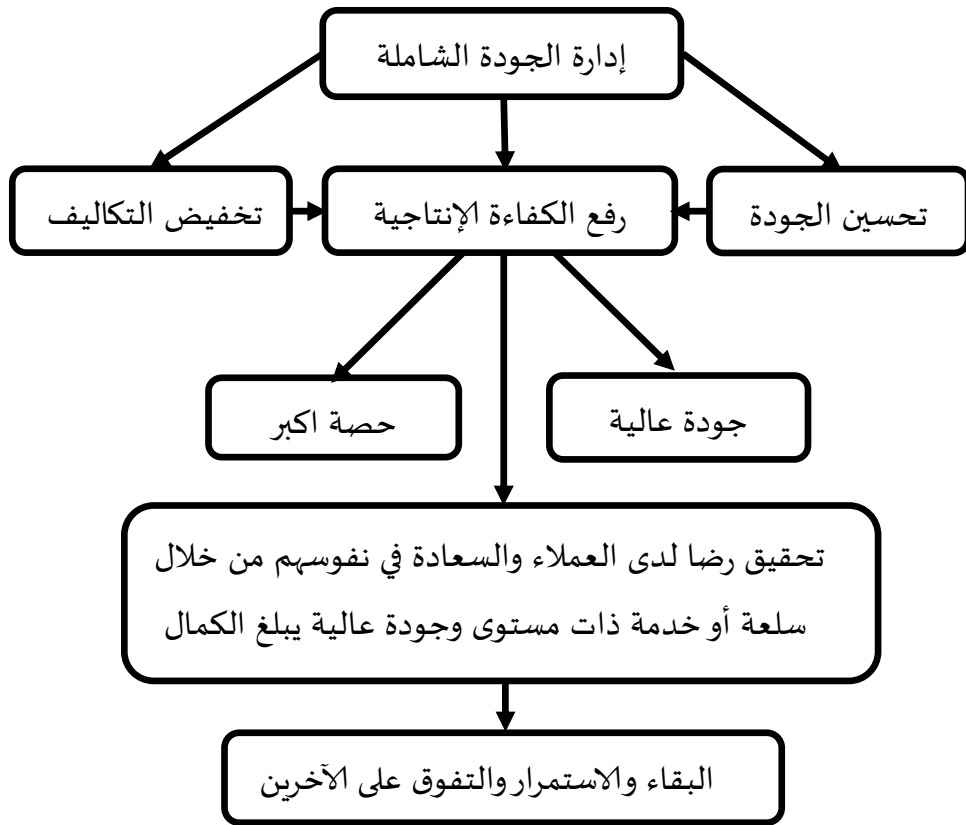 إدارة الجودة الشاملة
تحسين الجودة
رفع الكفاءة الإنتاجية
تخفيض التكاليف
جودة عالية
حصة اكبر
تحقيق رضا لدى العملاء والسعادة في نفوسهم من خلال
سلعة أو خدمة ذات مستوى وجودة عالية يبلغ الكمال
البقاء والاستمرار والتفوق على الآخرين